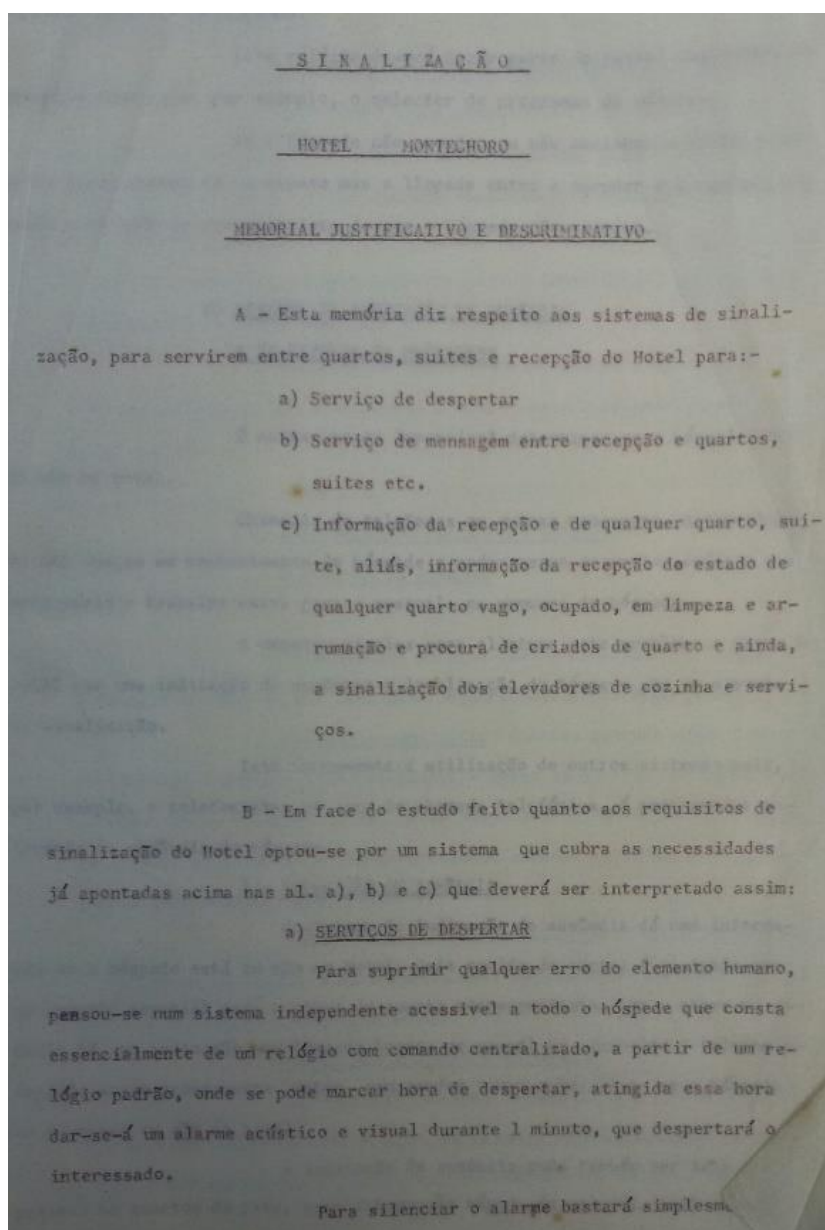 SINALIZAÇÃO
HOTEL MONTECHORO
MEMORIAL JUSTIFICATIVO E DESCRIMINATIVO
A - Esta memória diz respeito aos sistemas de sinali-
zação, para servirem entre quartos, suites e recepção do Hotel para:-
a) Serviço de despertar
b) Serviço de mensagem entre recepção e quartos,
suites etc.
c) Informação da recepção e de qualquer quarto, sui-
te, aliás, informação da recepção do estado de
qualquer quarto vago, ocupado, em limpeza e ar-
rumação e procura de criados de quarto e ainda,
a sinalização dos elevadores de cozinha e servi-
ços.
B - Em face do estudo feito quanto aos requisitos de
sinalização do Hotel optou-se por um sistema que cubra as necessidades
já apontadas acima nas al. a), b) e c) que deverá ser interpretado assim:
a) SERVIÇOS DE DESPERTAR
Para suprimir qualquer erro do elemento humano,
pensou-se num sistema independente acessivel a todo o hóspede que consta
essencialmente de um relógio com comando centralizado, a partir de um re-
lógio padrão, onde se pode marcar hora de despertar, atingida essa hora
dar-se-á um alarme acústico e visual durante 1 minuto, que despertará o
interessado.
Para silenciar o alarme bastará